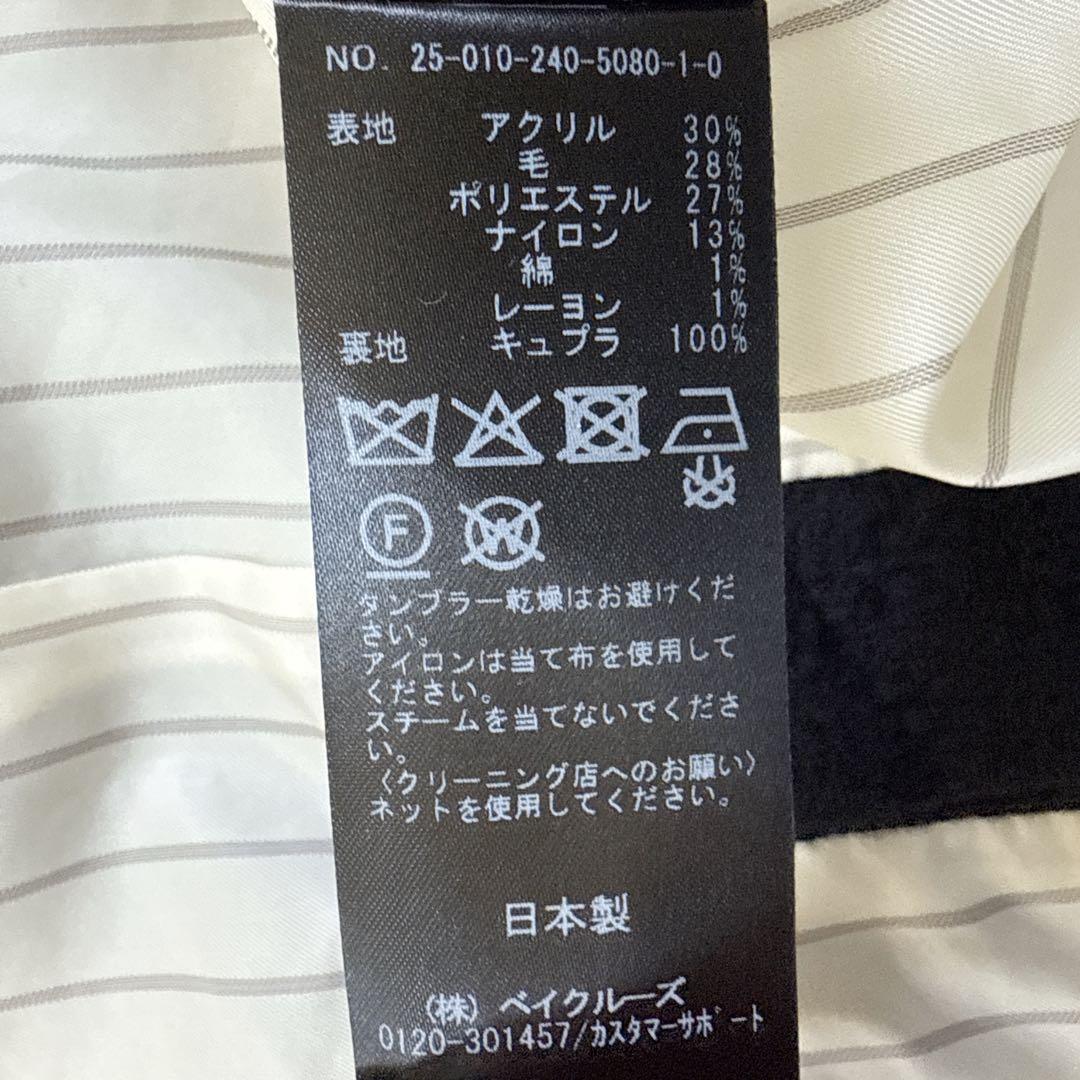 NO. 25-010-240-5080-1-0
表地 アクリル 30%
毛 28%
ポリエステル 27%
ナイロン 13%
綿 1%
レーヨン 1%
裏地 キュプラ 100%
F W
タンブラー乾燥はお避けくだ
さい。
アイロンは当て布を使用して
ください。
スチームを当てないでくださ
い。
〈クリーニング店へのお願い〉
ネットを使用してください。
日本製
(株) ベイクルーズ
0120-301457/カスタマーサポート